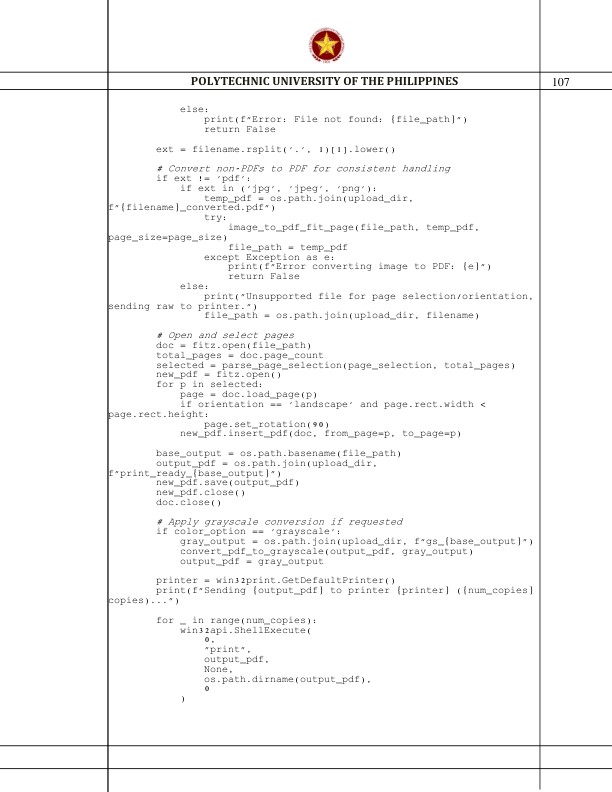 POLYTECHNIC UNIVERSITY OF THE PHILIPPINES
107
            else:
                print(f"Error: File not found: {file_path}")
                return False

        ext = filename.rsplit('.', 1)[1].lower()

        # Convert non-PDFs to PDF for consistent handling
        if ext != 'pdf':
            if ext in ('jpg', 'jpeg', 'png'):
                temp_pdf = os.path.join(upload_dir,
f"{filename}_converted.pdf")
                try:
                    image_to_pdf_fit_page(file_path, temp_pdf,
page_size=page_size)
                    file_path = temp_pdf
                except Exception as e:
                    print(f"Error converting image to PDF: {e}")
                    return False
            else:
                print("Unsupported file for page selection/orientation,
sending raw to printer.")
                file_path = os.path.join(upload_dir, filename)

        # Open and select pages
        doc = fitz.open(file_path)
        total_pages = doc.page_count
        selected = parse_page_selection(page_selection, total_pages)
        new_pdf = fitz.open()
        for p in selected:
            page = doc.load_page(p)
            if orientation == 'landscape' and page.rect.width <
page.rect.height:
                page.set_rotation(90)
            new_pdf.insert_pdf(doc, from_page=p, to_page=p)

        base_output = os.path.basename(file_path)
        output_pdf = os.path.join(upload_dir,
f"print_ready_{base_output}")
        new_pdf.save(output_pdf)
        new_pdf.close()
        doc.close()

        # Apply grayscale conversion if requested
        if color_option == 'grayscale':
            gray_output = os.path.join(upload_dir, f"gs_{base_output}")
            convert_pdf_to_grayscale(output_pdf, gray_output)
            output_pdf = gray_output

        printer = win32print.GetDefaultPrinter()
        print(f"Sending {output_pdf} to printer {printer} ({num_copies}
copies)...")

        for _ in range(num_copies):
            win32api.ShellExecute(
                0,
                "print",
                output_pdf,
                None,
                os.path.dirname(output_pdf),
                0
            )